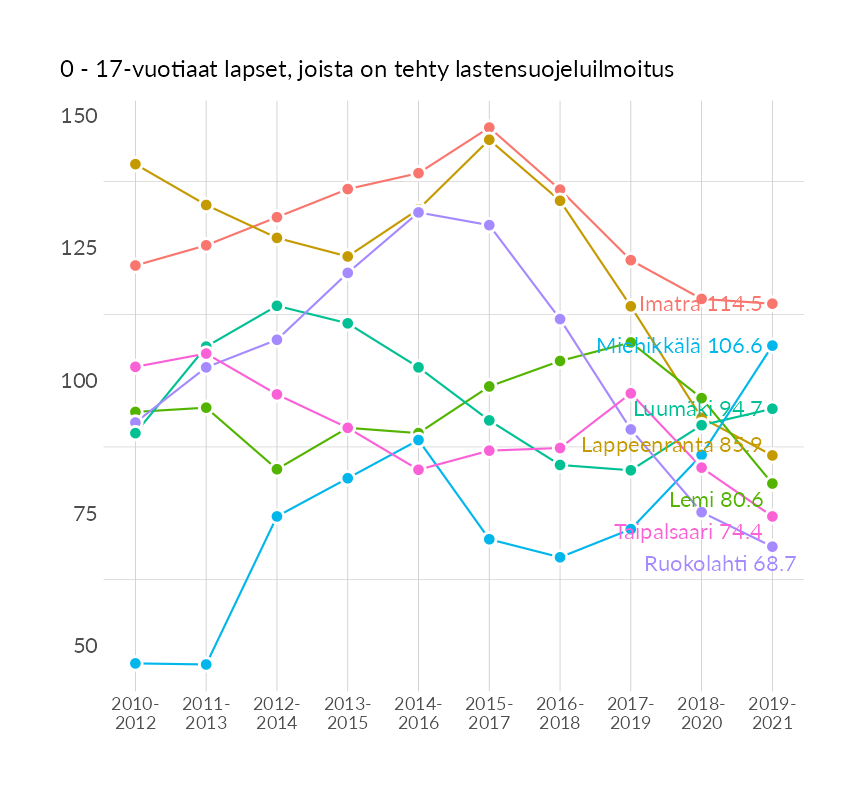 0 - 17-vuotiaat lapset, joista on tehty lastensuojeluilmoitus
150
125
100
75
50
Imatra 114.5
Miehikkälä 106.6
Luumäki 94.7
Lappeenranta 85.9
Lemi 80.6
Taipalsaari 74.4
Ruokolahti 68.7
2010- 2011- 2012- 2013- 2014- 2015- 2016- 2017- 2018- 2019-
2012 2013 2014 2015 2016 2017 2018 2019 2020 2021